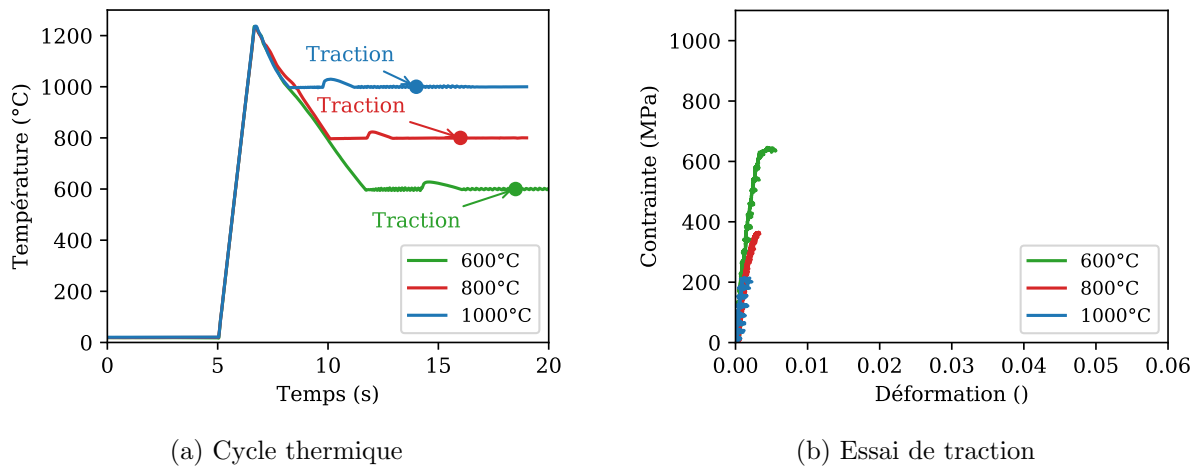 1200
1000
800
600
400
200
0
Température (°C)
Traction
Traction
Traction
600°C
800°C
1000°C
0
5
10
15
20
Temps (s)
(a) Cycle thermique
1000
800
600
400
200
0
Contrainte (MPa)
600°C
800°C
1000°C
0.00
0.01
0.02
0.03
0.04
0.05
0.06
Déformation ()
(b) Essai de traction